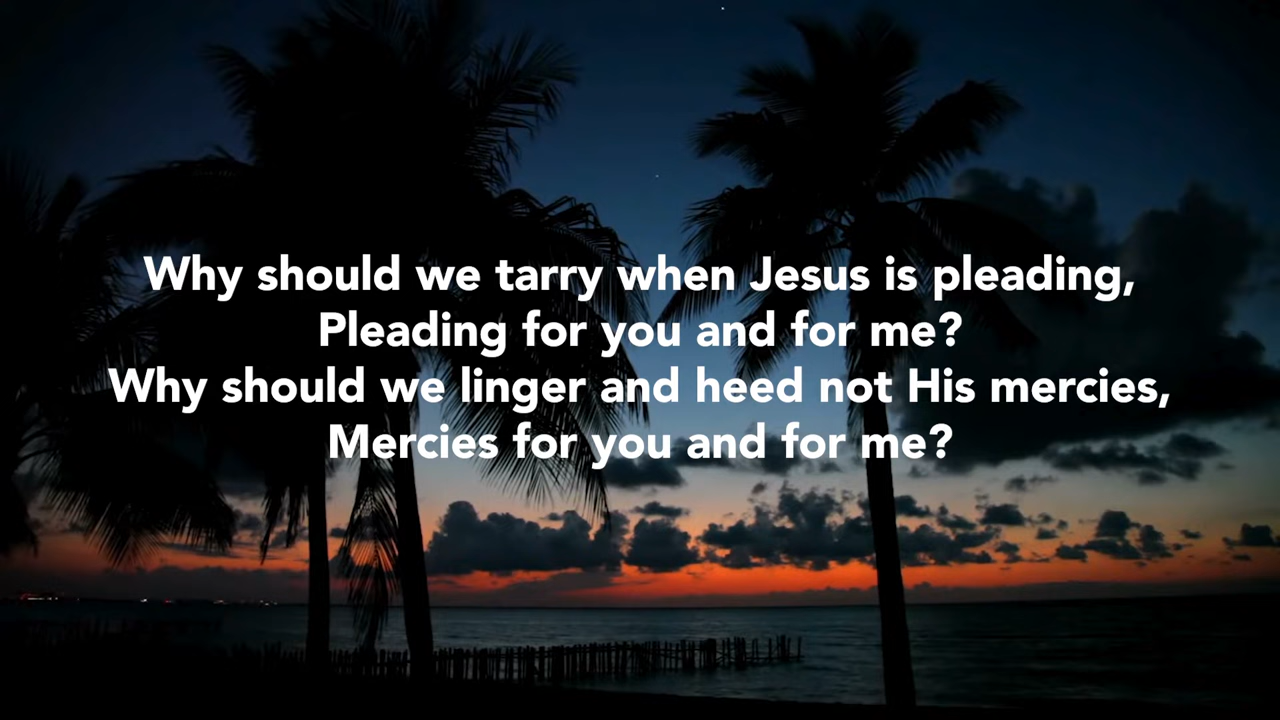 Why should we tarry when Jesus is pleading,
Pleading for you and for me?
Why should we linger and heed not His mercies,
Mercies for you and for me?